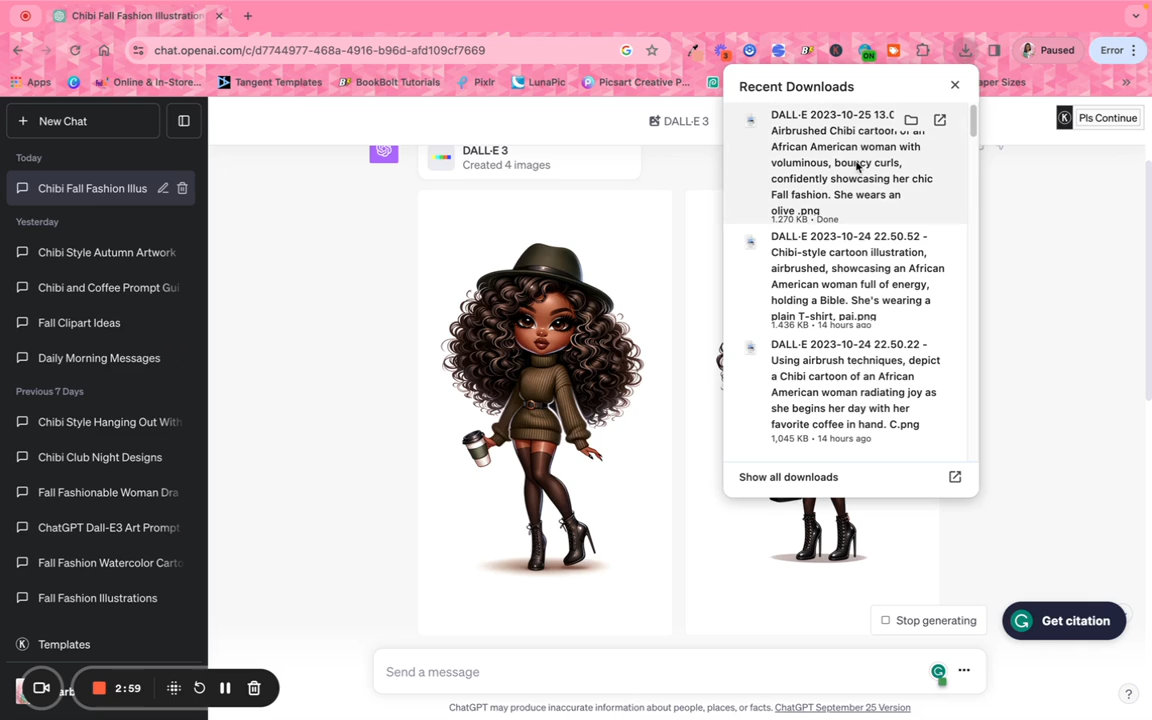 Chibi Fall Fashion Illustration
chat.openai.com/c/d7744977-468a-4916-b96d-afd109cf7669
3
ON
Paused
Error
Apps
Online & In-Store...
Tangent Templates
BookBolt Tutorials
Pixlr
LunaPic
Picsart Creative P...
aper Sizes
New Chat
Today
Chibi Fall Fashion Illus
Yesterday
Chibi Style Autumn Artwork
Chibi and Coffee Prompt Gui
Fall Clipart Ideas
Daily Morning Messages
Previous 7 Days
Chibi Style Hanging Out With
Chibi Club Night Designs
Fall Fashionable Woman Dra
ChatGPT Dall-E3 Art Prompt
Fall Fashion Watercolor Carto
Fall Fashion Illustrations
Templates
2:59
DALL·E 3
Pls Continue
DALL·E 3
Created 4 images
Recent Downloads
DALL·E 2023-10-25 13.0
Airbrushed Chibi cartoon of an
African American woman with
voluminous, bouncy curls,
confidently showcasing her chic
Fall fashion. She wears an
olive .png
1,270 KB • Done
DALL·E 2023-10-24 22.50.52 -
Chibi-style cartoon illustration,
airbrushed, showcasing an African
American woman full of energy,
holding a Bible. She's wearing a
plain T-shirt, pai.png
1,436 KB • 14 hours ago
DALL·E 2023-10-24 22.50.22 -
Using airbrush techniques, depict
a Chibi cartoon of an African
American woman radiating joy as
she begins her day with her
favorite coffee in hand. C.png
1,045 KB • 14 hours ago
Show all downloads
Stop generating
Get citation
Send a message
ChatGPT may produce inaccurate information about people, places, or facts. ChatGPT September 25 Version
?